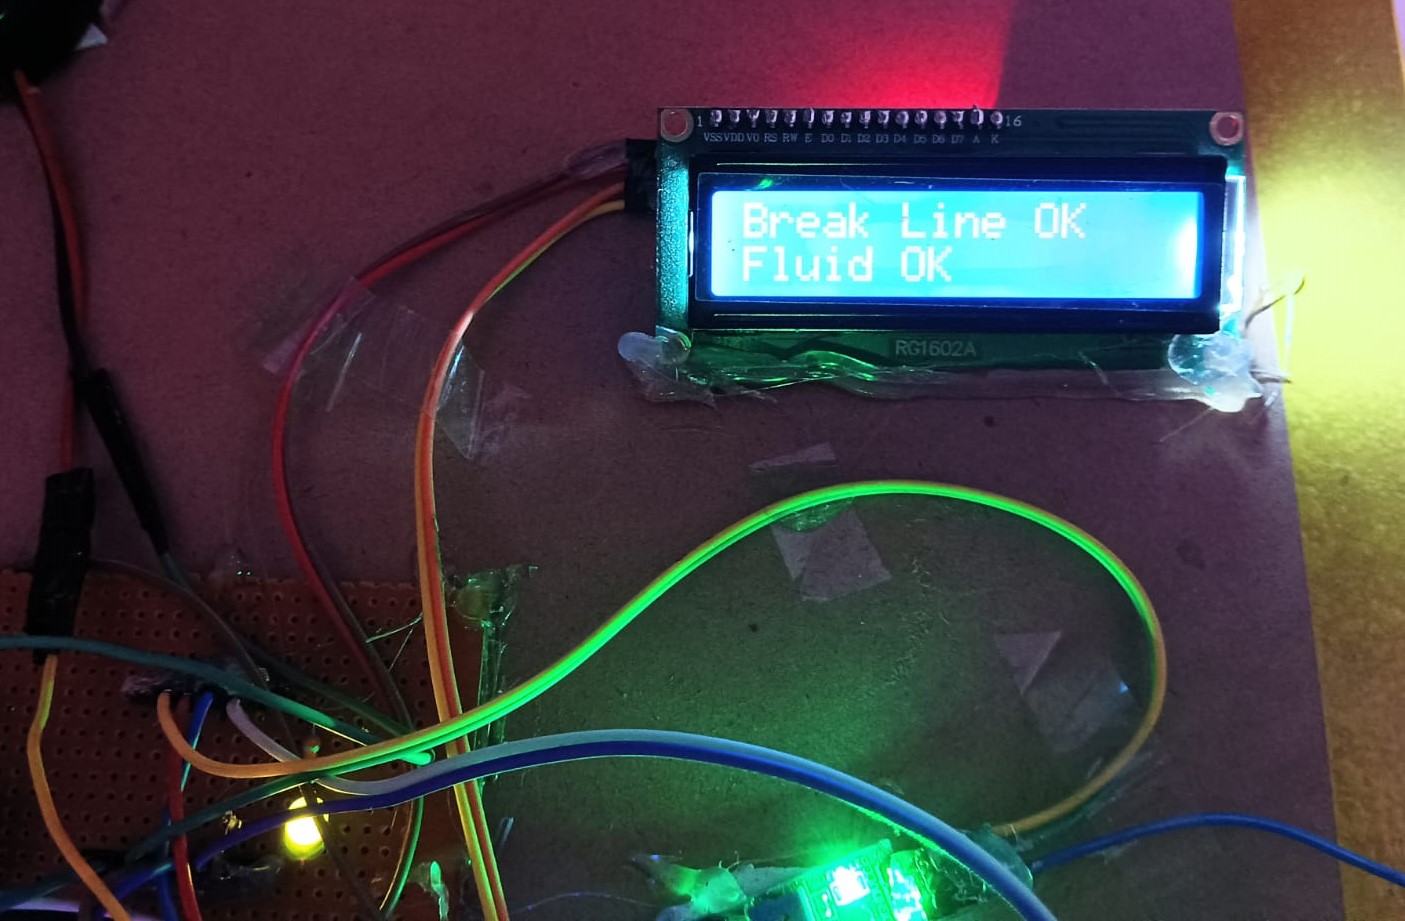 1 16
VSS VDD V0 RS RW E D0 D1 D2 D3 D4 D5 D6 D7 A K
Break Line OK
Fluid OK
RG1602A